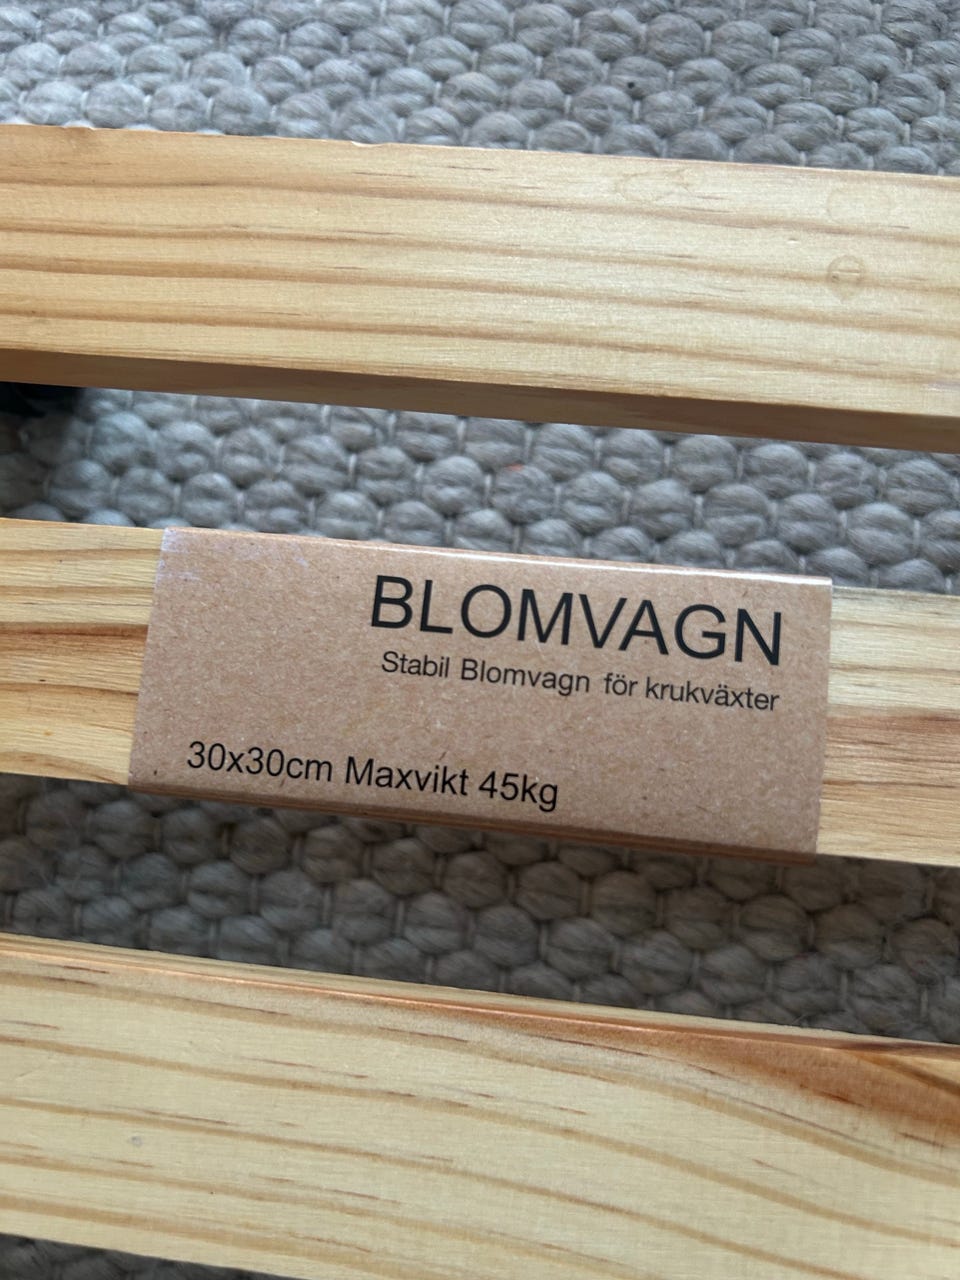 BLOMVAGN
Stabil Blomvagn för krukväxter
30x30cm Maxvikt 45kg